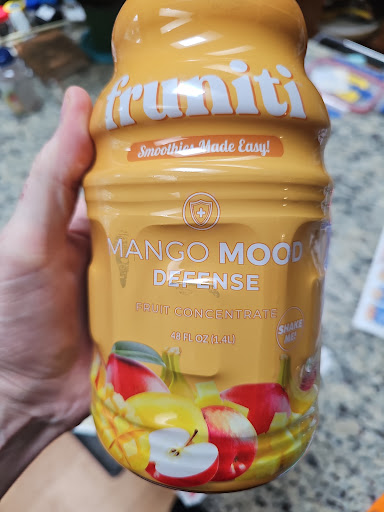 fruniti
Smoothies Made Easy!
MANGO MOOD
DEFENSE
FRUIT CONCENTRATE
48 FL OZ (1.4L)
SHAKE
ME!